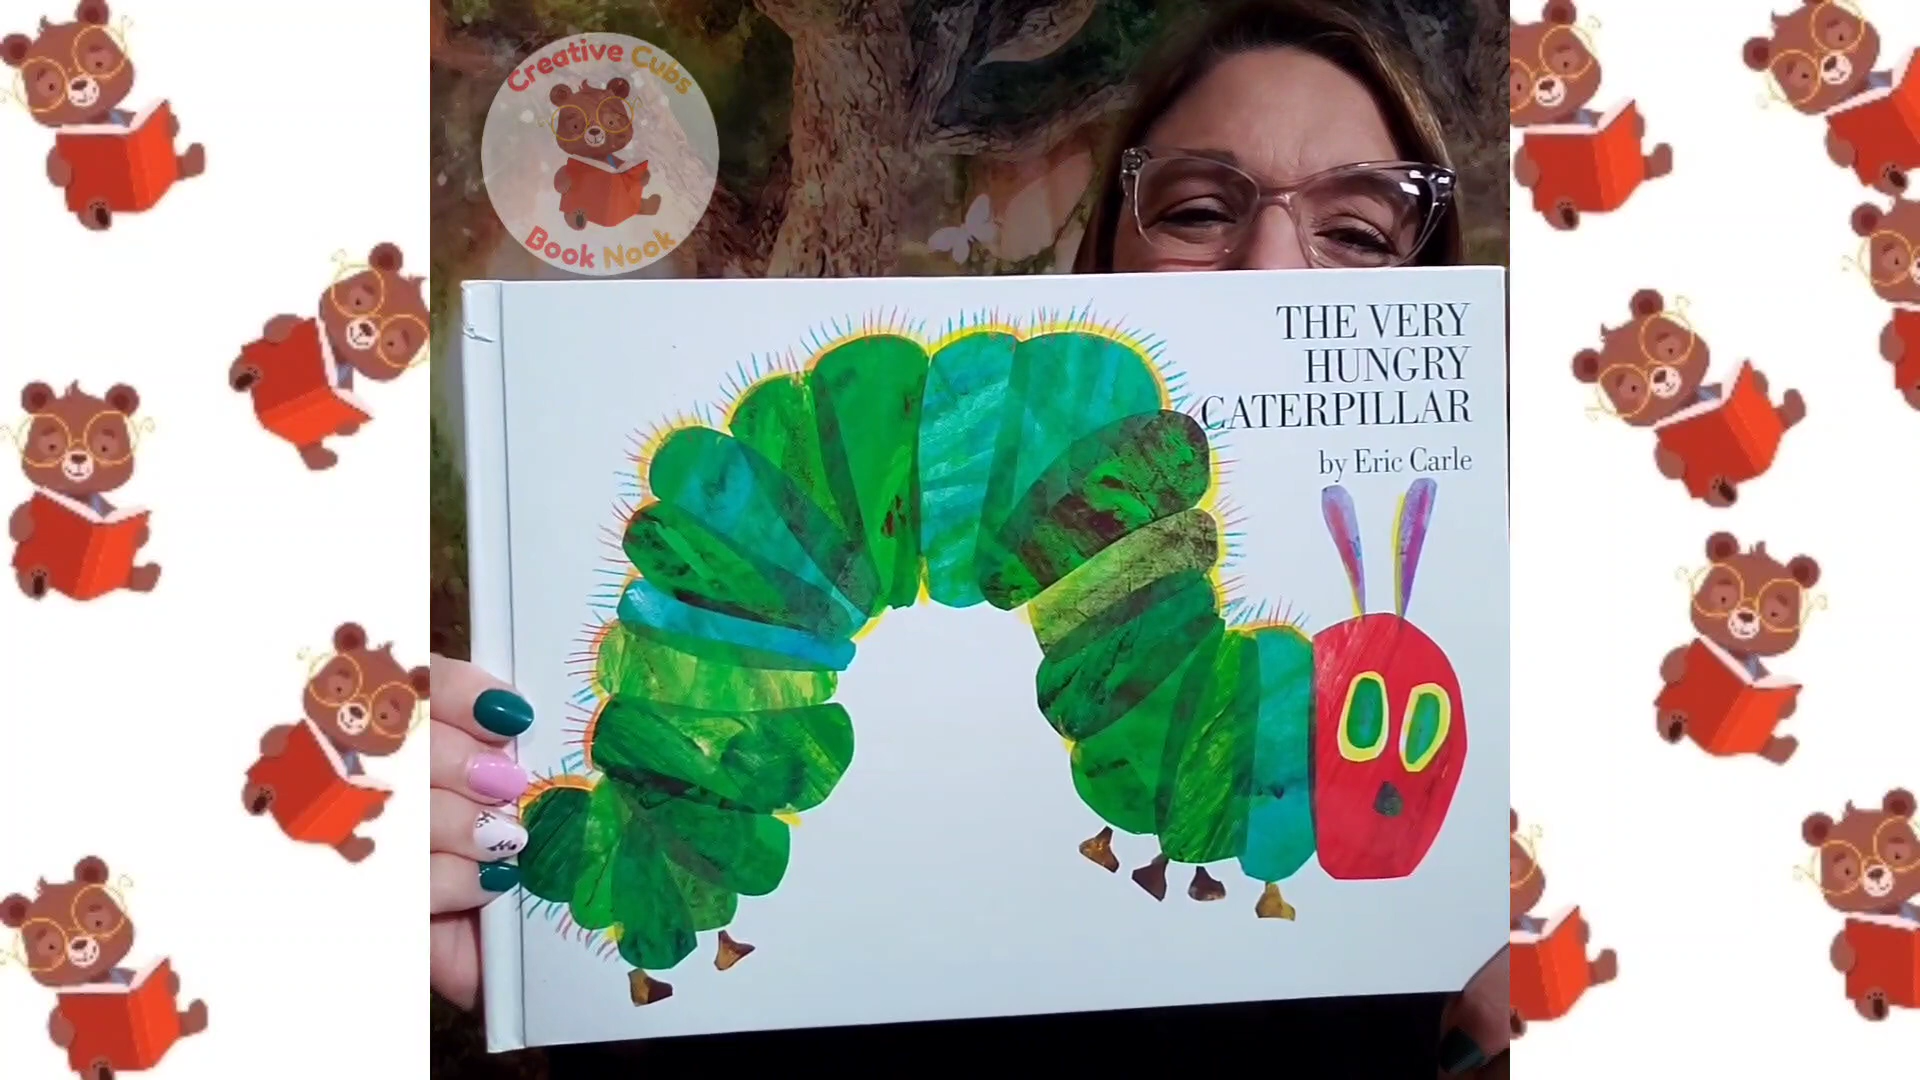 Creative Cubs
Book Nook
THE VERY
HUNGRY
CATERPILLAR
by Eric Carle